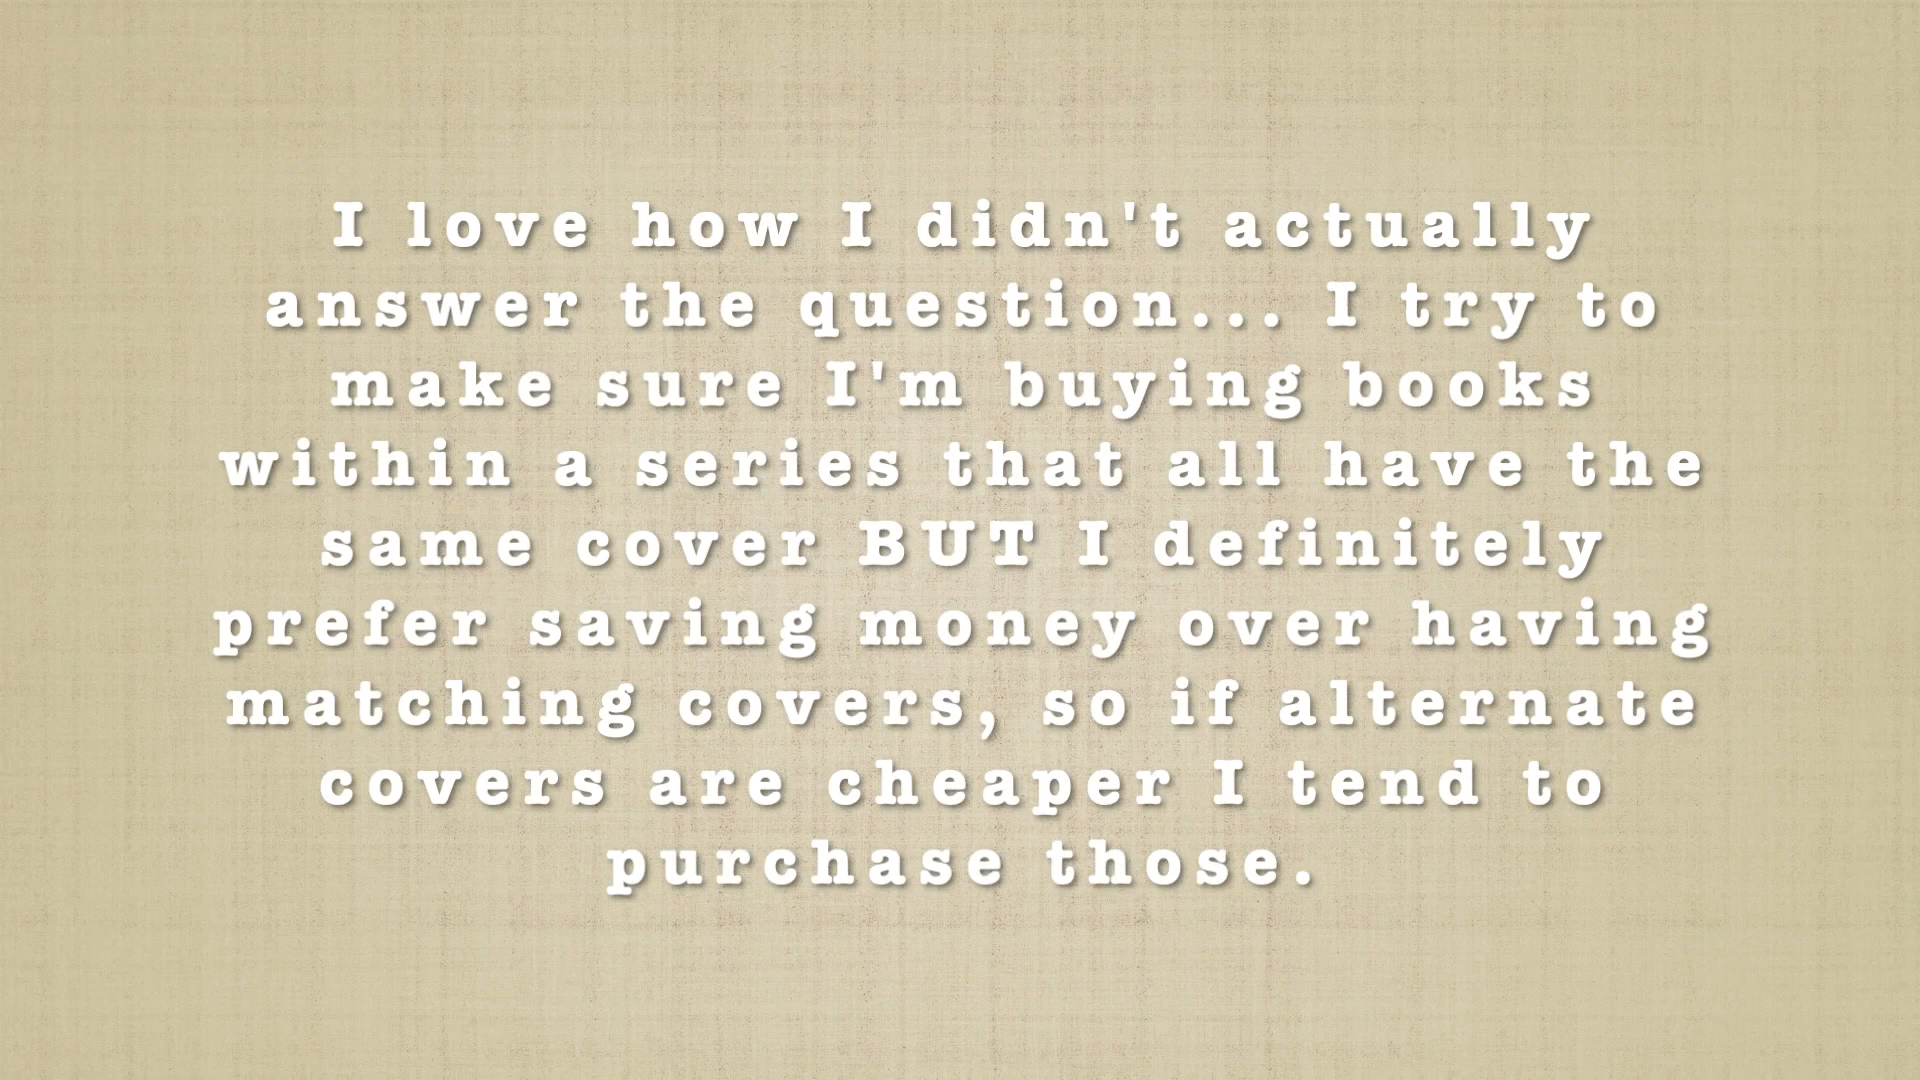 I love how I didn't actually
answer the question... I try to
make sure I'm buying books
within a series that all have the
same cover BUT I definitely
prefer saving money over having
matching covers, so if alternate
covers are cheaper I tend to
purchase those.